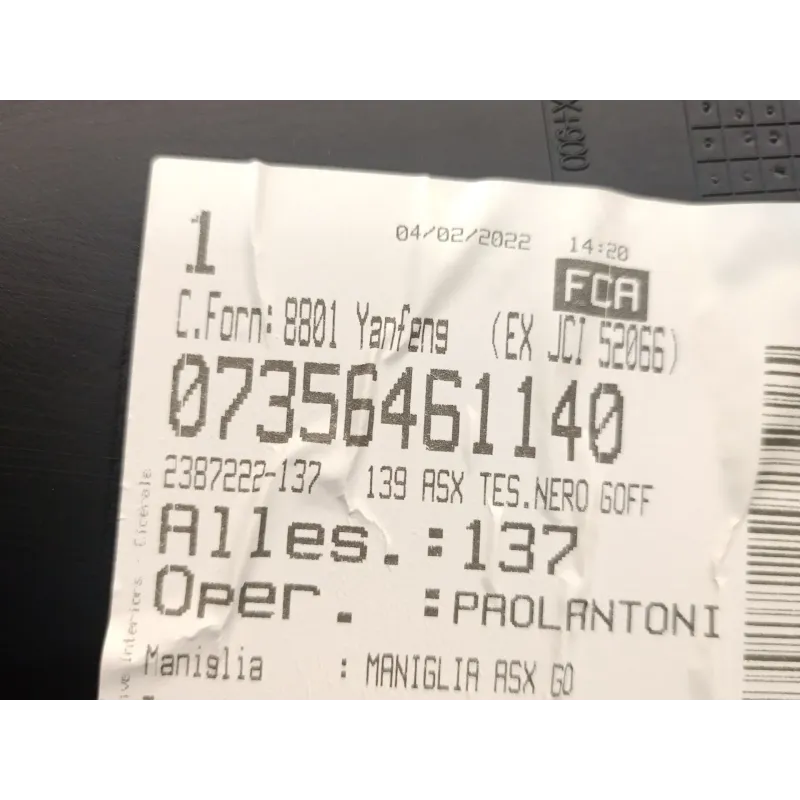 1
04/02/2022 14:20
FCA
C.Forn: 8801 Yanfeng (EX JCI 52066)
07356461140
2387222-137 139 ASX TES.NERO GOFF
Alles.:137
Oper. :PAOLANTONI
Maniglia : MANIGLIA ASX GO
Interiors -